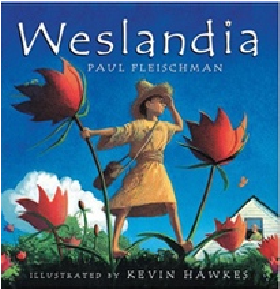 Weslandia
PAUL FLEISCHMAN
ILLUSTRATED BY KEVIN HAWKES